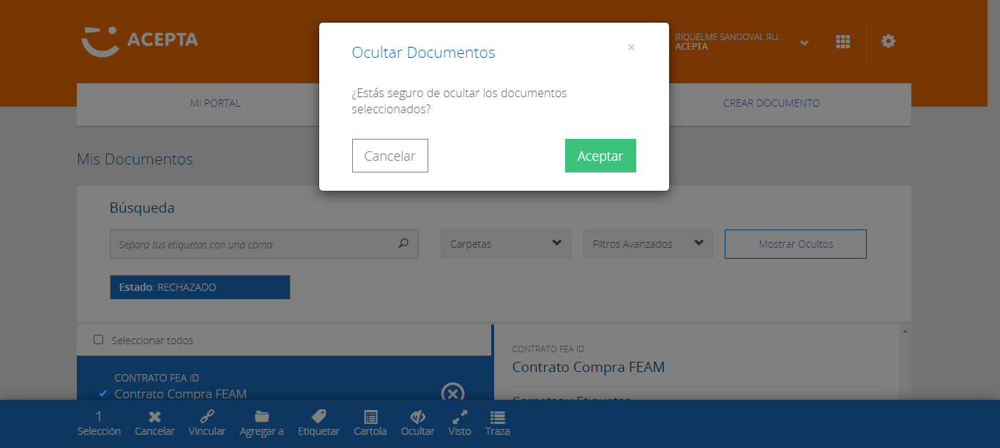 ACEPTA
RIQUELME SANDOVAL RU...
ACEPTA
Ocultar Documentos
×
¿Estás seguro de ocultar los documentos
seleccionados?
Cancelar
Aceptar
MI PORTAL
CREAR DOCUMENTO
Mis Documentos
Búsqueda
Separa tus etiquetas con una coma
Carpetas
Filtros Avanzados
Mostrar Ocultos
Estado: RECHAZADO
Seleccionar todos
CONTRATO FEA ID
Contrato Compra FEAM
CONTRATO FEA ID
Contrato Compra FEAM
Carpetas y Etiquetas
1
Selección
Cancelar
Vincular
Agregar a
Etiquetar
Cartola
Ocultar
Visto
Traza